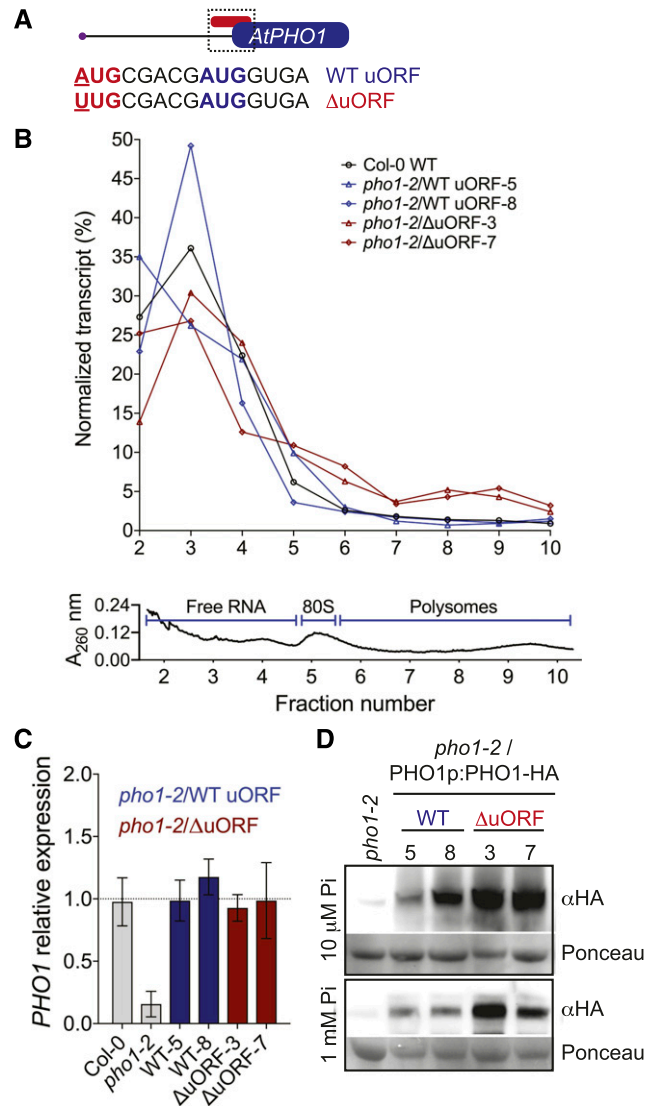 A
AtPHO1
AUGCGACGAUGGUGA WT uORF
UUGCGACGAUGGUGA ΔuORF
B
Normalized transcript (%)
50
45
40
35
30
25
20
15
10
5
0
Col-0 WT
pho1-2/WT uORF-5
pho1-2/WT uORF-8
pho1-2/ΔuORF-3
pho1-2/ΔuORF-7
2 3 4 5 6 7 8 9 10
A260 nm
0.24
0.12
0.00
Free RNA 80S Polysomes
2 3 4 5 6 7 8 9 10
Fraction number
C
PHO1 relative expression
2.0
1.5
1.0
0.5
0.0
pho1-2/WT uORF
pho1-2/ΔuORF
Col-0
pho1-2
WT-5
WT-8
ΔuORF-3
ΔuORF-7
D
pho1-2 /
PHO1p:PHO1-HA
pho1-2
WT ΔuORF
5 8 3 7
10 µM Pi
αHA
Ponceau
1 mM Pi
αHA
Ponceau